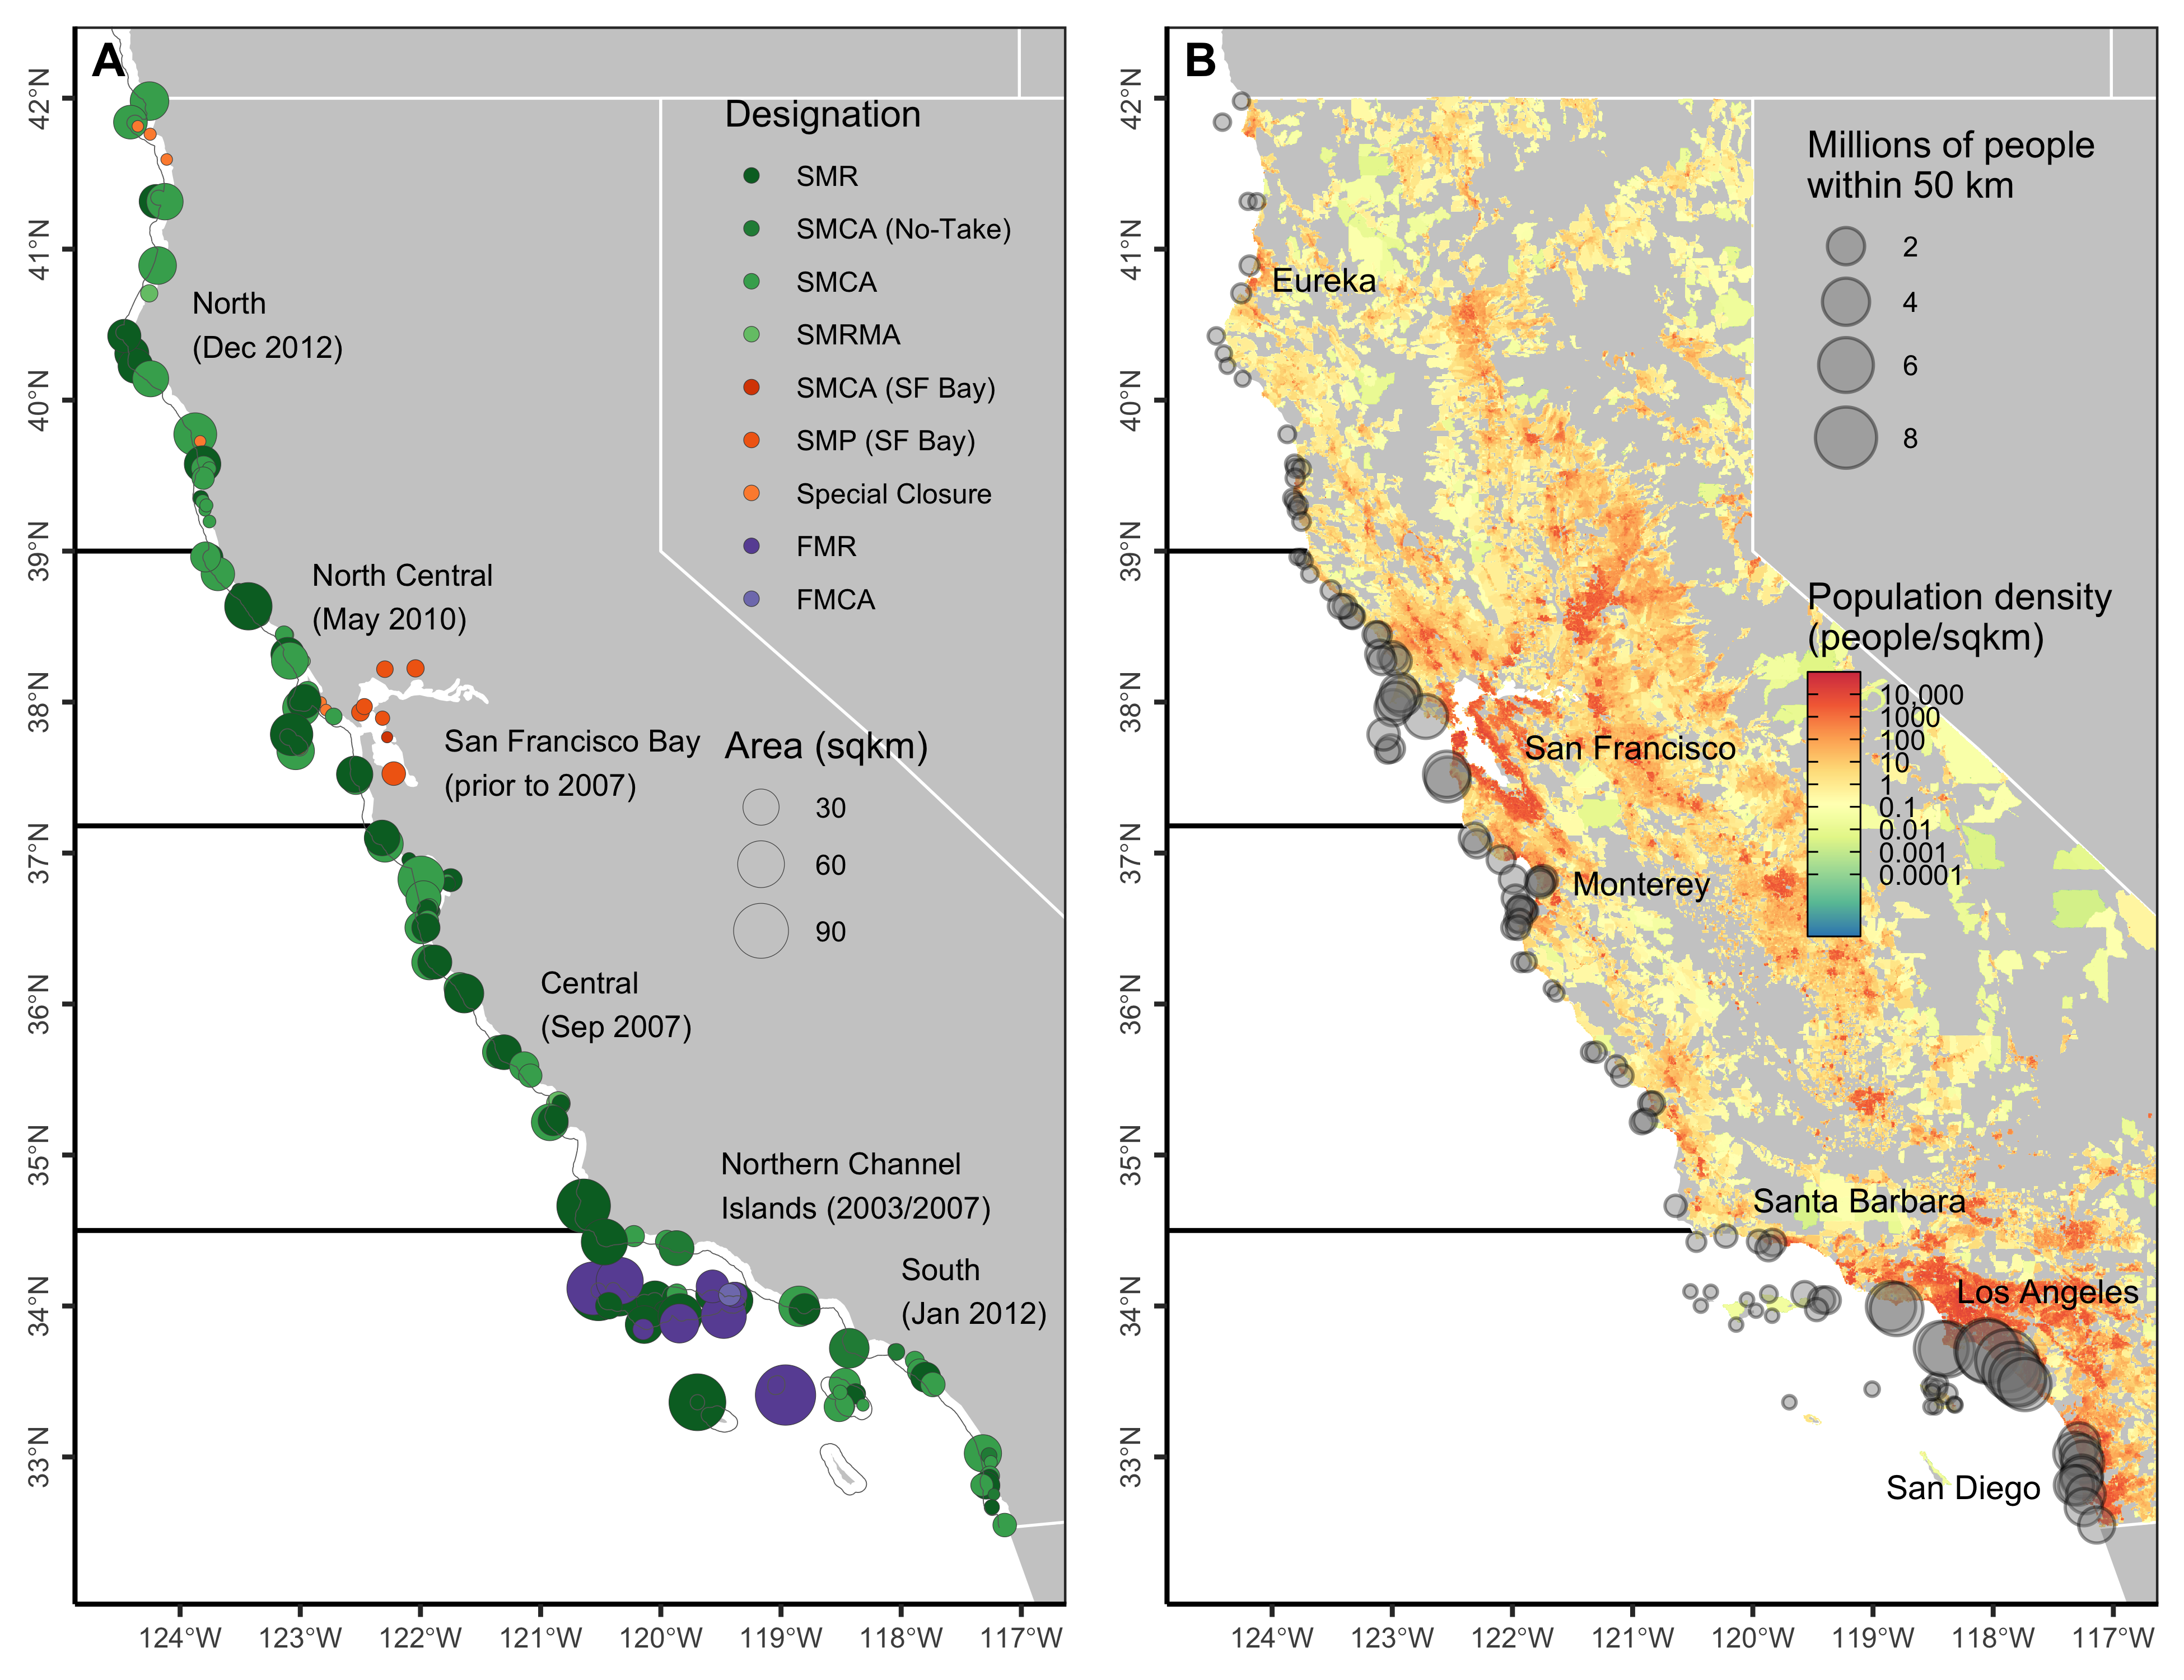 A
42°N
41°N
40°N
39°N
38°N
37°N
36°N
35°N
34°N
33°N
124°W
123°W
122°W
121°W
120°W
119°W
118°W
117°W
North
(Dec 2012)
North Central
(May 2010)
San Francisco Bay
(prior to 2007)
Central
(Sep 2007)
Northern Channel
Islands (2003/2007)
South
(Jan 2012)
Designation
SMR
SMCA (No-Take)
SMCA
SMRMA
SMCA (SF Bay)
SMP (SF Bay)
Special Closure
FMR
FMCA
Area (sqkm)
30
60
90
B
42°N
41°N
40°N
39°N
38°N
37°N
36°N
35°N
34°N
33°N
124°W
123°W
122°W
121°W
120°W
119°W
118°W
117°W
Eureka
San Francisco
Monterey
Santa Barbara
Los Angeles
San Diego
Millions of people
within 50 km
2
4
6
8
Population density
(people/sqkm)
10,000
1000
100
10
1
0.1
0.01
0.001
0.0001